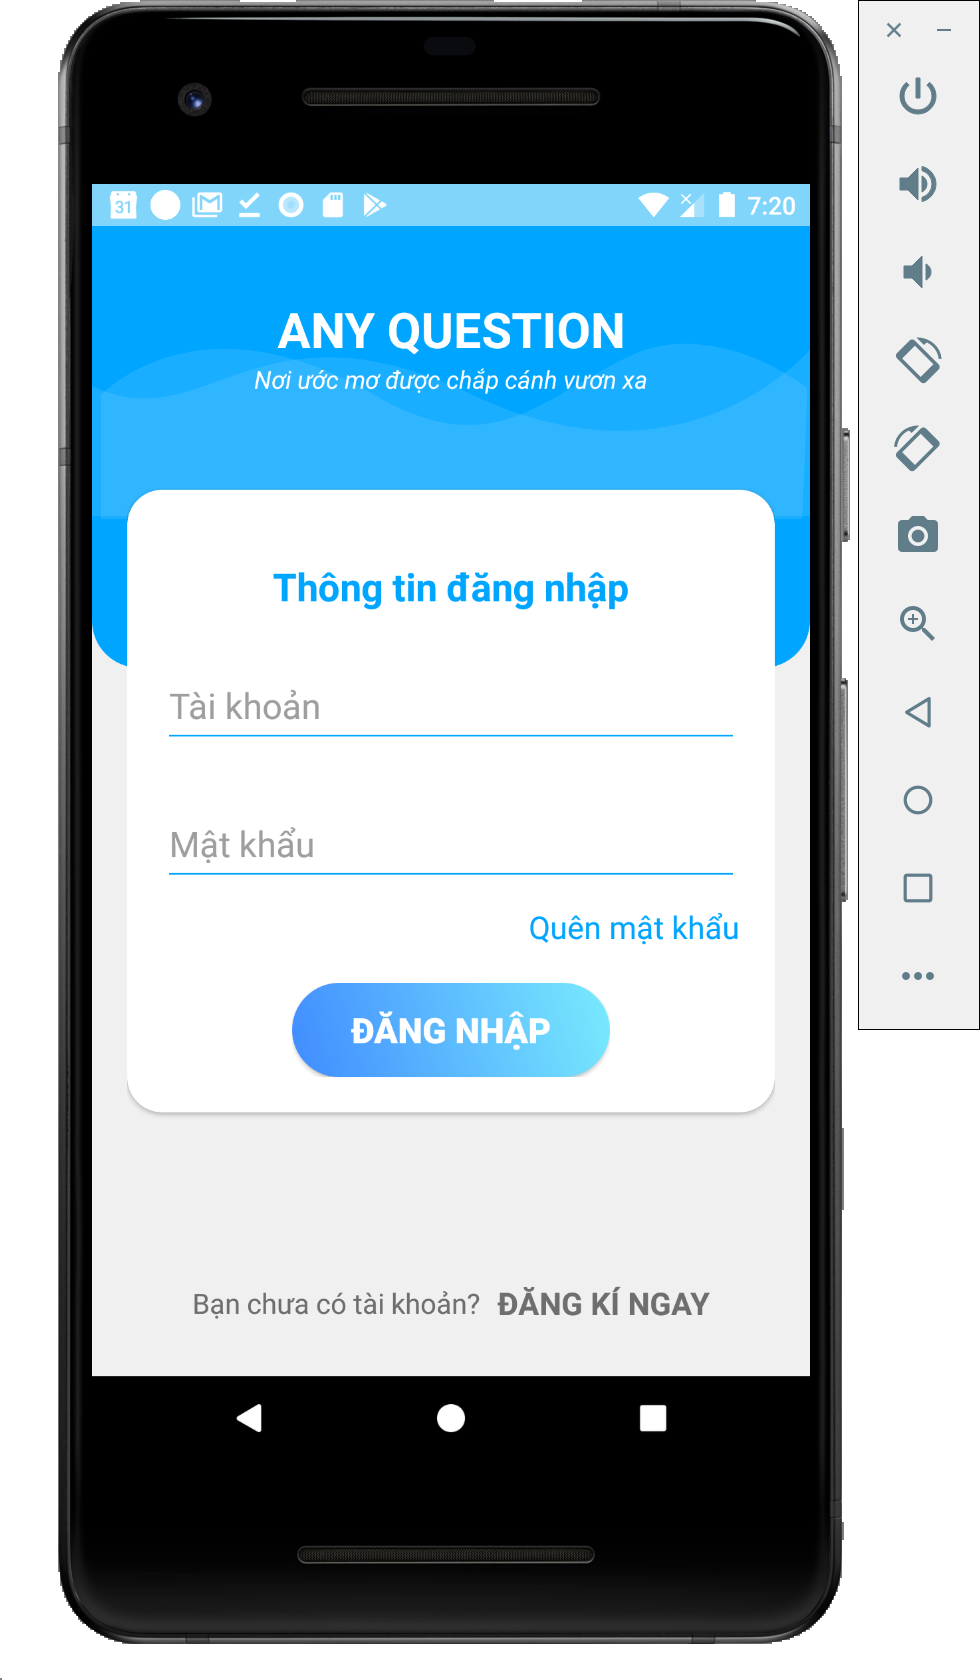 31 7:20
ANY QUESTION
Nơi ước mơ được chắp cánh vươn xa
Thông tin đăng nhập
Tài khoản
Mật khẩu
Quên mật khẩu
ĐĂNG NHẬP
Bạn chưa có tài khoản? ĐĂNG KÍ NGAY